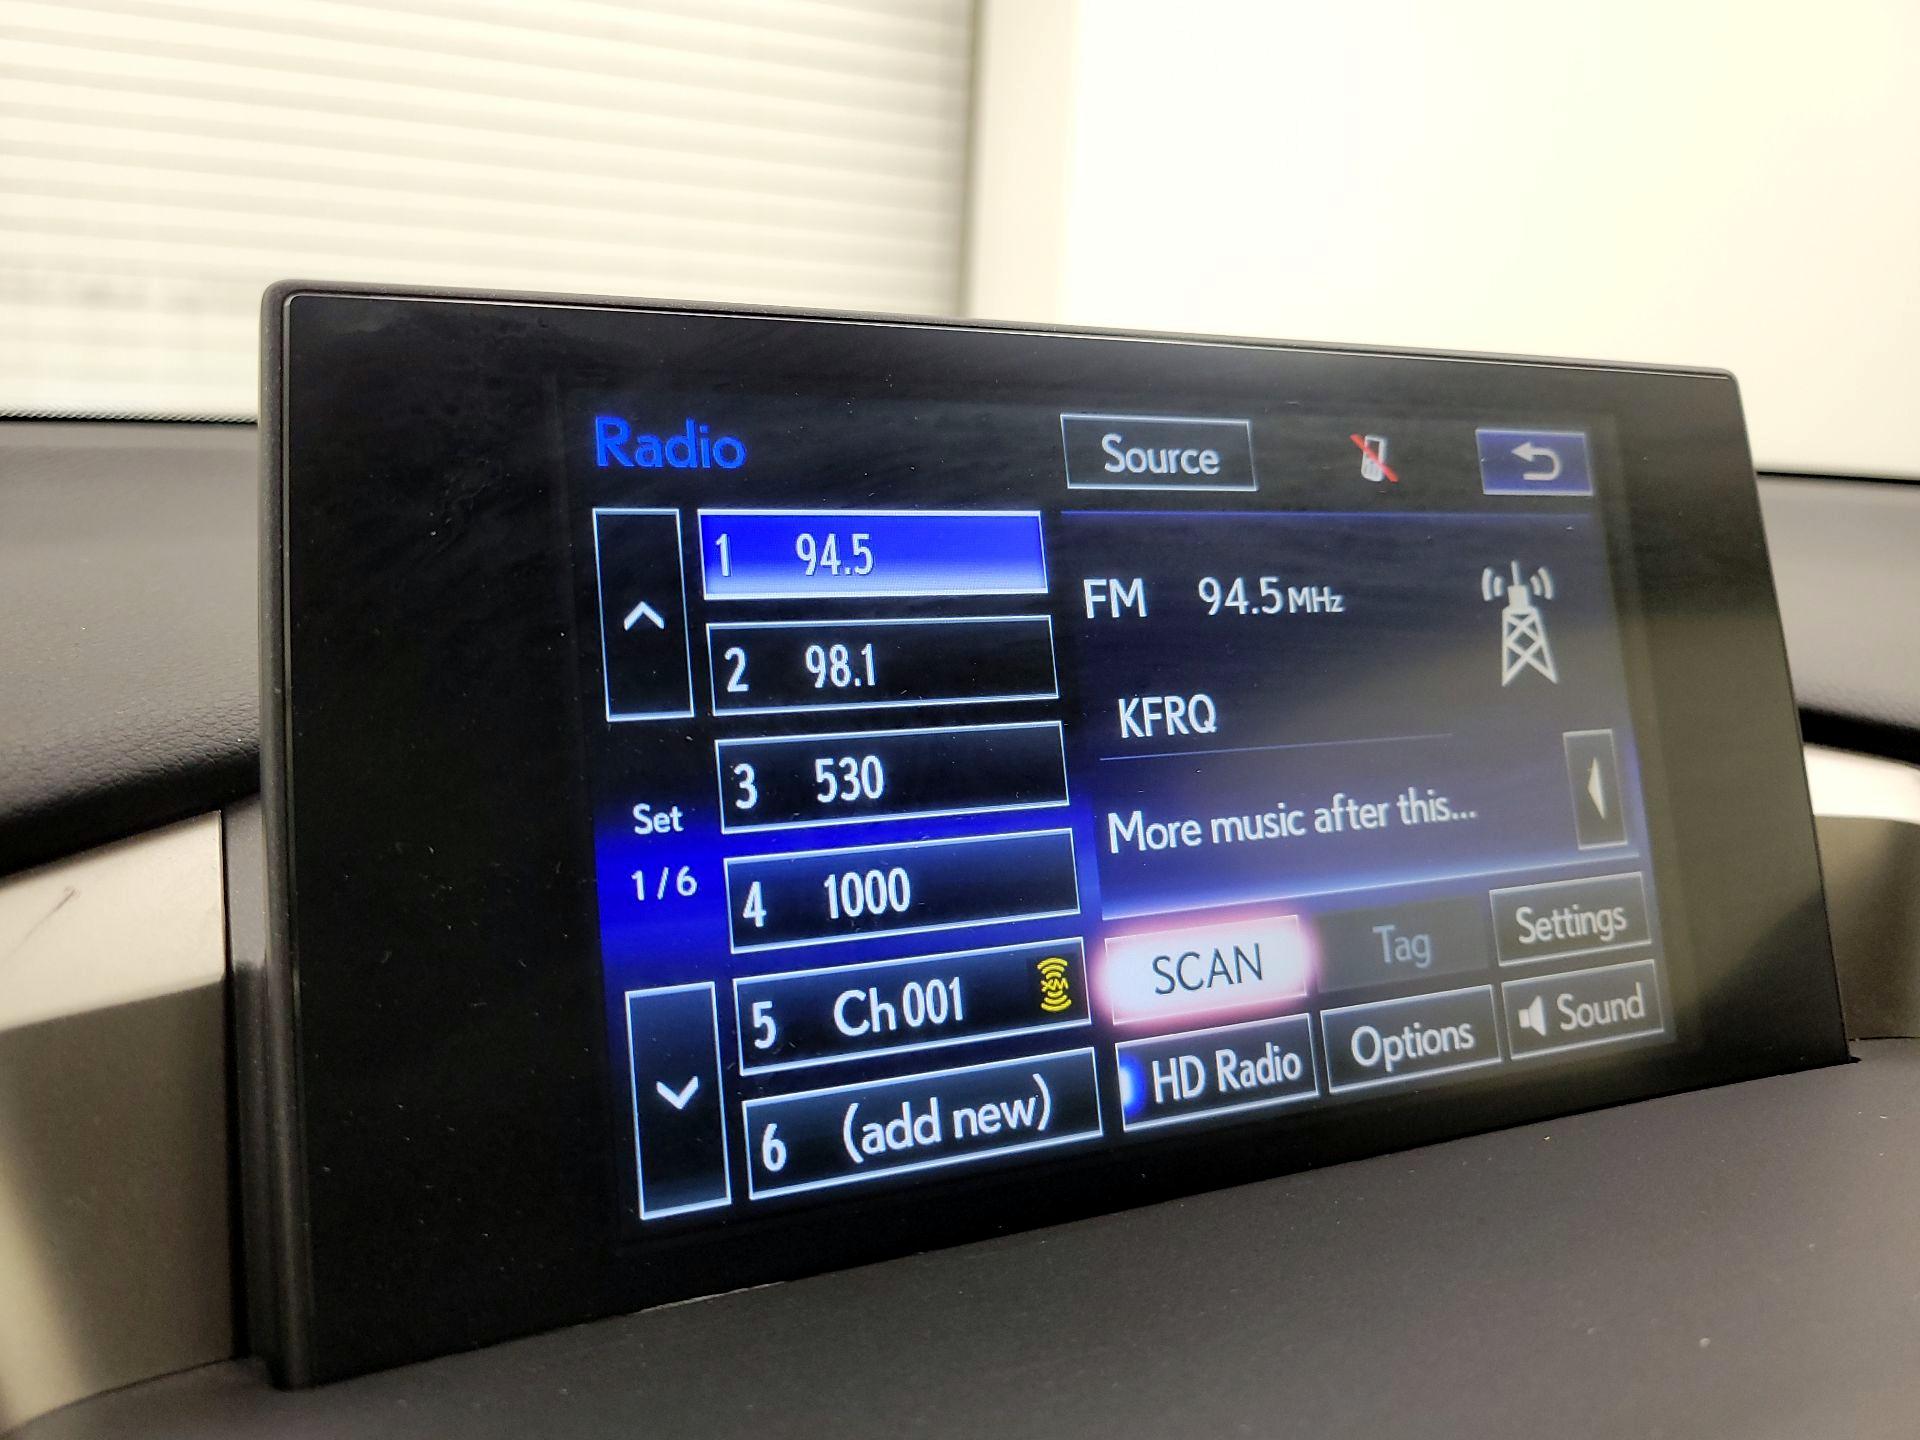 Radio
Source
1 94.5
2 98.1
3 530
4 1000
5 Ch 001 XM
6 (add new)
Set
1 / 6
FM 94.5 MHz
KFRQ
More music after this...
SCAN
Tag
Settings
HD Radio
Options
Sound